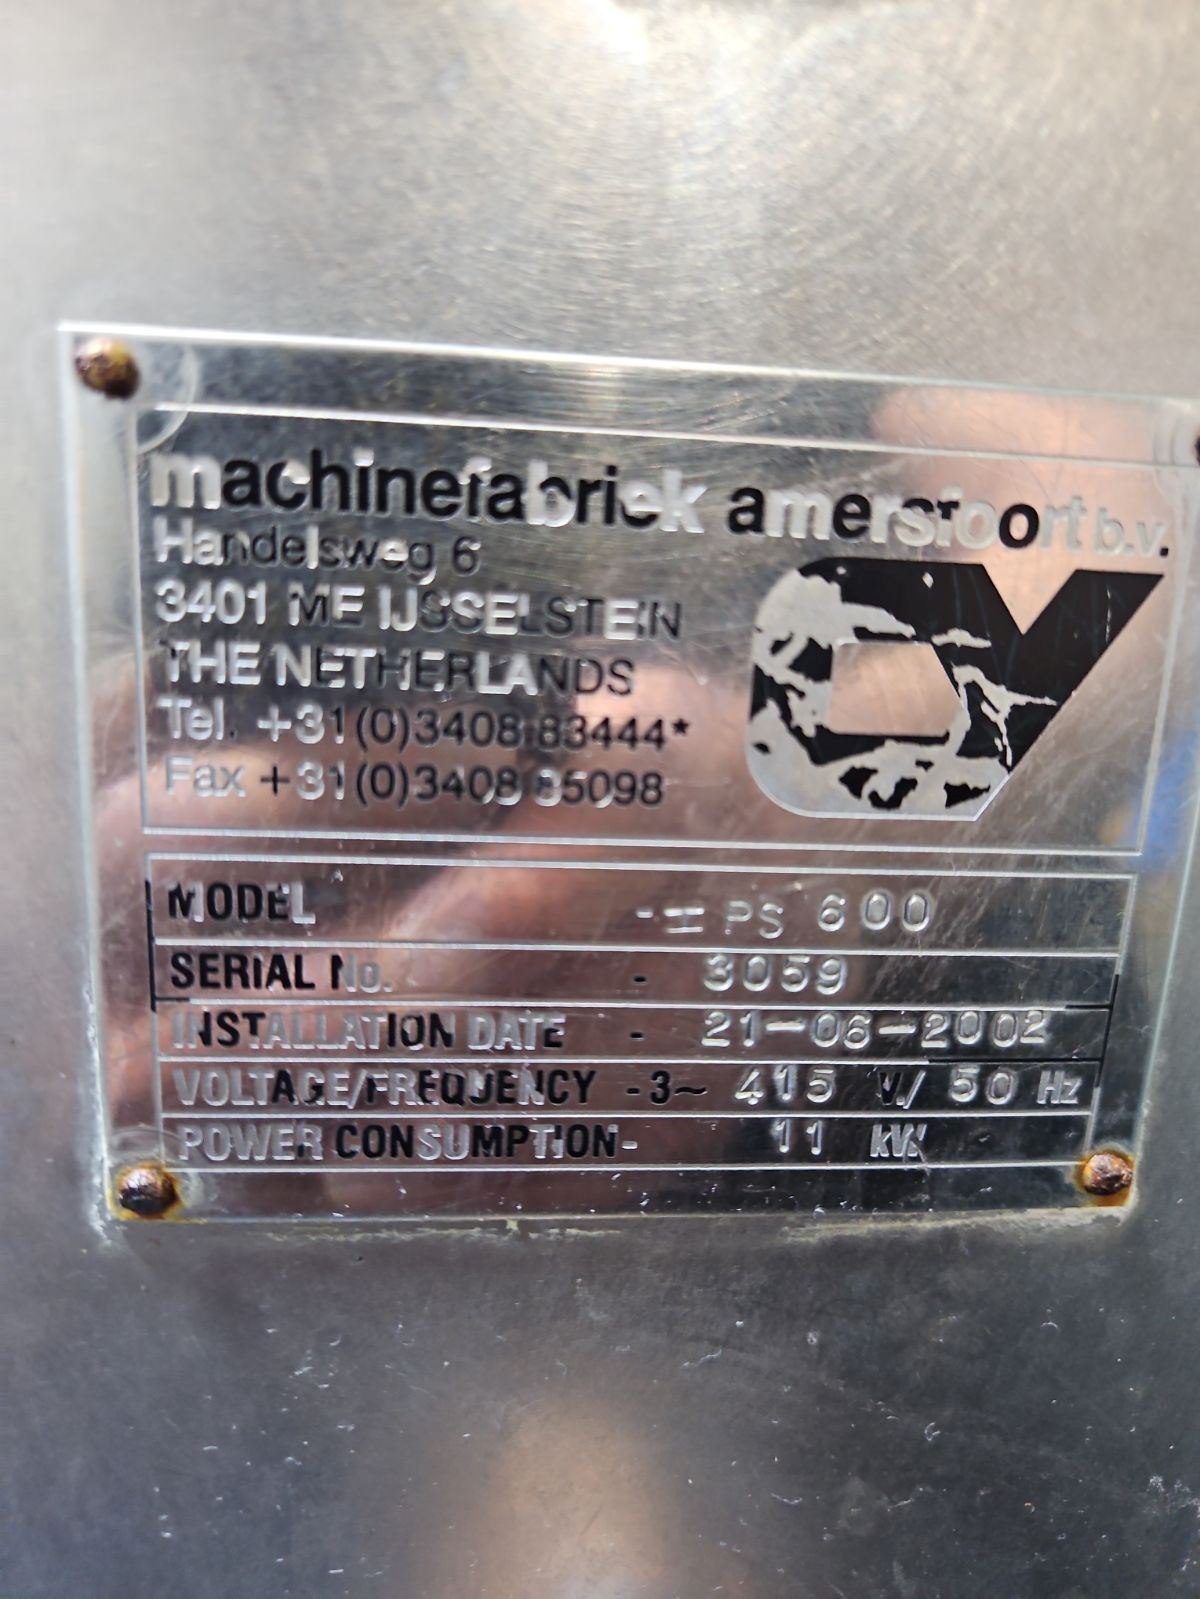 machinefabriek amersfoort b.v.
Handelsweg 6
3401 ME IJSSELSTEIN
THE NETHERLANDS
Tel. +31(0)3408 83444*
Fax +31(0)3408 85098
MODEL - HPS 600
SERIAL No. - 3059
INSTALLATION DATE - 21-06-2002
VOLTAGE/FREQUENCY -3~ 415 V./ 50 Hz
POWER CONSUMPTION- 11 kW